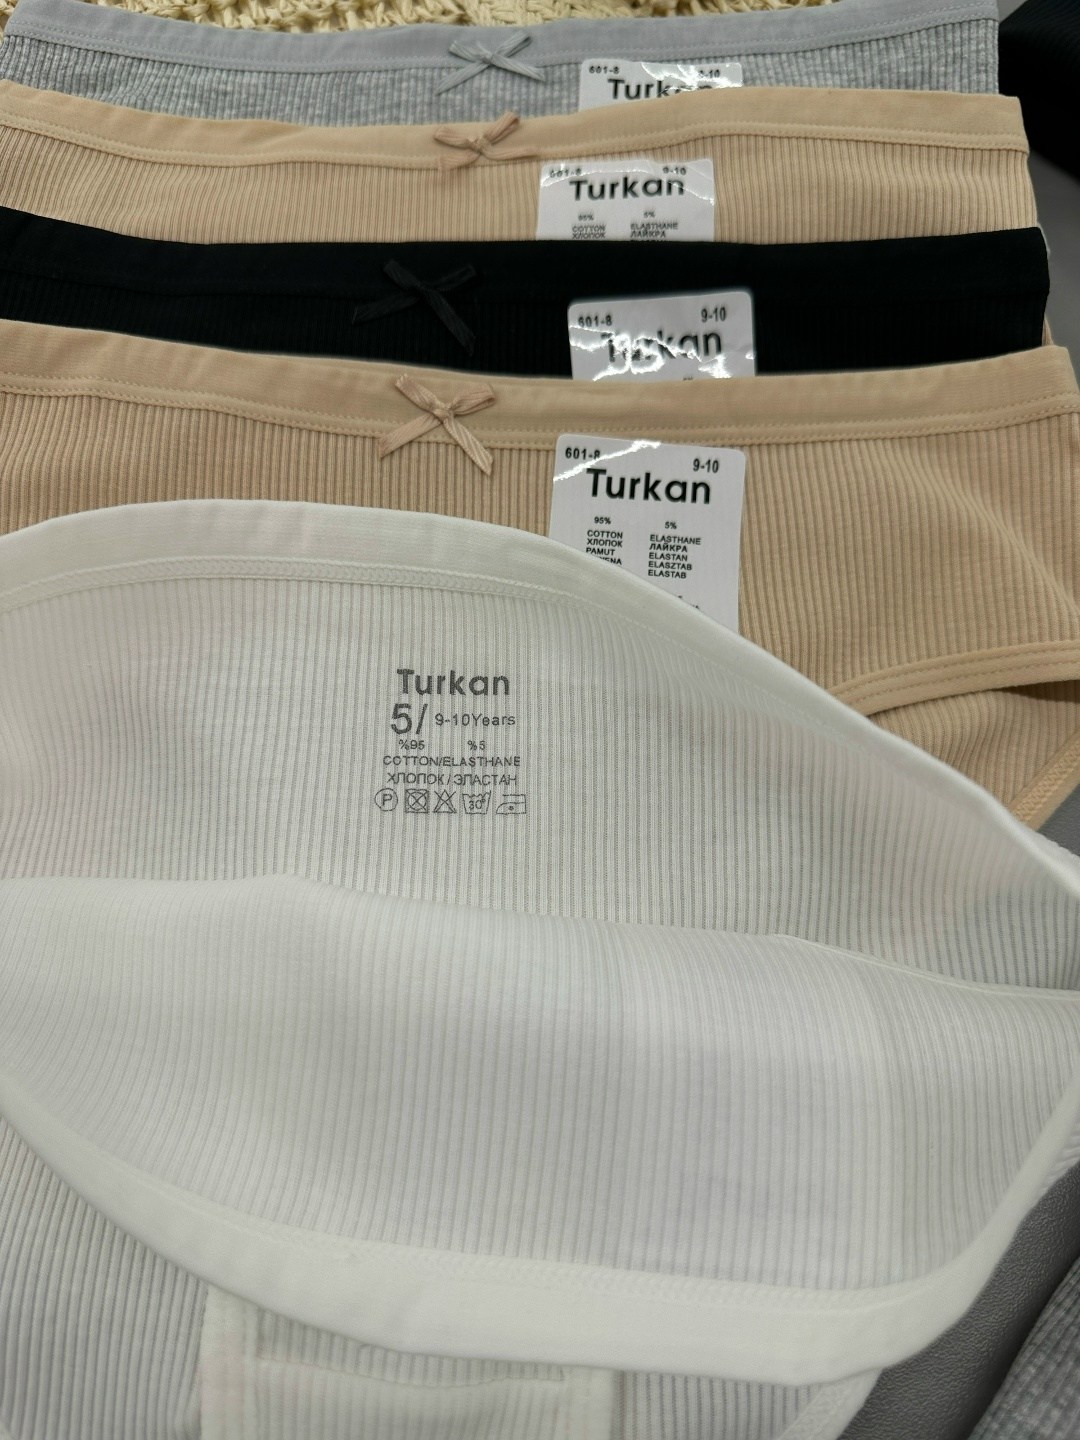 601-8 9-10
Turkan
601-8 9-10
Turkan
95% 5%
COTTON ELASTHANE
ХЛОПОК ЛАЙКРА
601-8 9-10
Turkan
601-8 9-10
Turkan
95% 5%
COTTON ELASTHANE
ХЛОПОК ЛАЙКРА
PAMUT ELASTAN
ELASZTAB
ELASTAB
Turkan
5/ 9-10Years
%95 %5
COTTON/ELASTHANE
ХЛОПОК/ЭЛАСТАН
P 30°